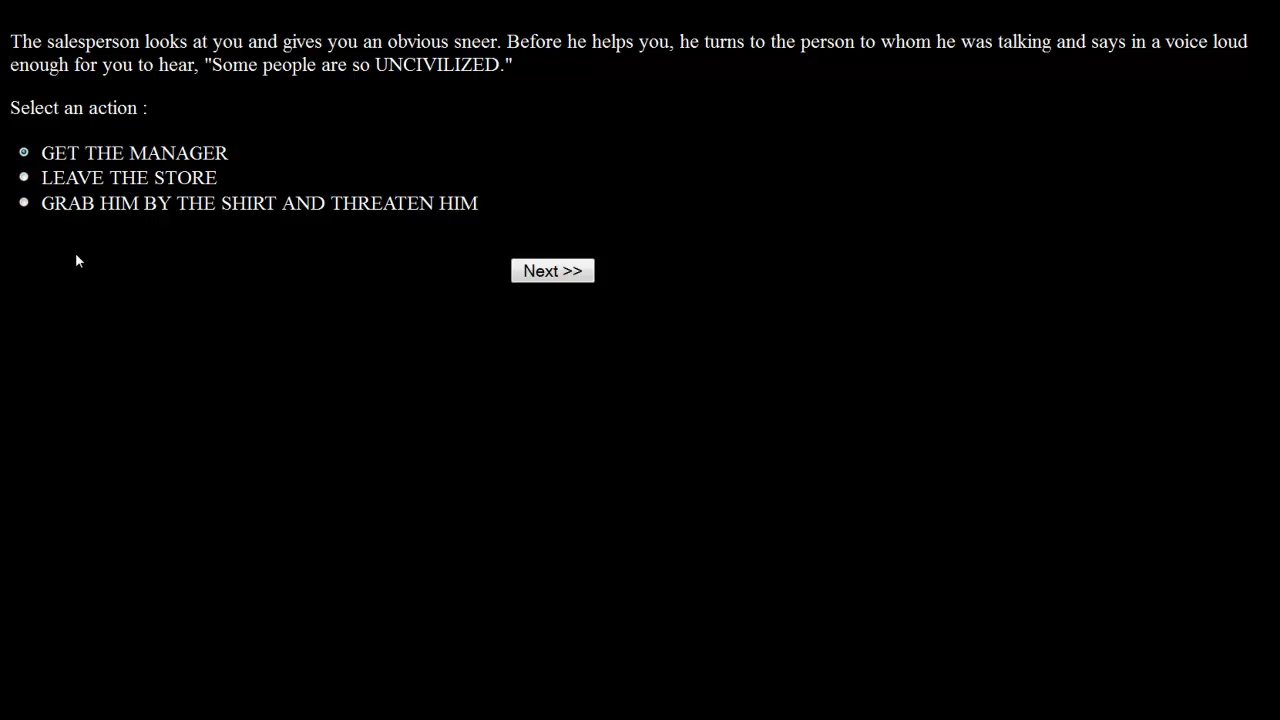 The salesperson looks at you and gives you an obvious sneer. Before he helps you, he turns to the person to whom he was talking and says in a voice loud
enough for you to hear, "Some people are so UNCIVILIZED."
Select an action :
GET THE MANAGER
LEAVE THE STORE
GRAB HIM BY THE SHIRT AND THREATEN HIM
Next >>